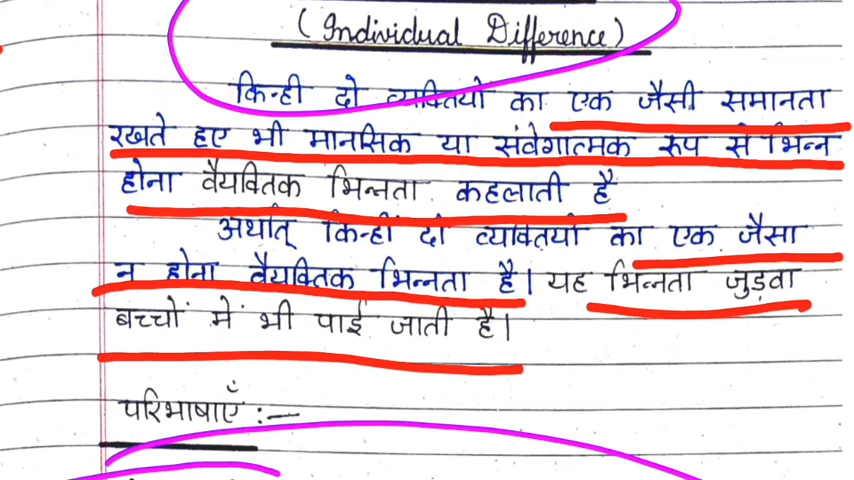 (Individual Difference)
किन्ही दो व्यक्तियों का एक जैसी समानता
रखते हुए भी मानसिक या संवेगात्मक रूप से भिन्न
होना वैयक्तिक भिन्नता कहलाती है
अर्थात् किन्हीं दो व्यक्तियों का एक जैसा
न होना वैयक्तिक भिन्नता है। यह भिन्नता जुड़वा
बच्चों में भी पाई जाती है।
परिभाषाएँ :—